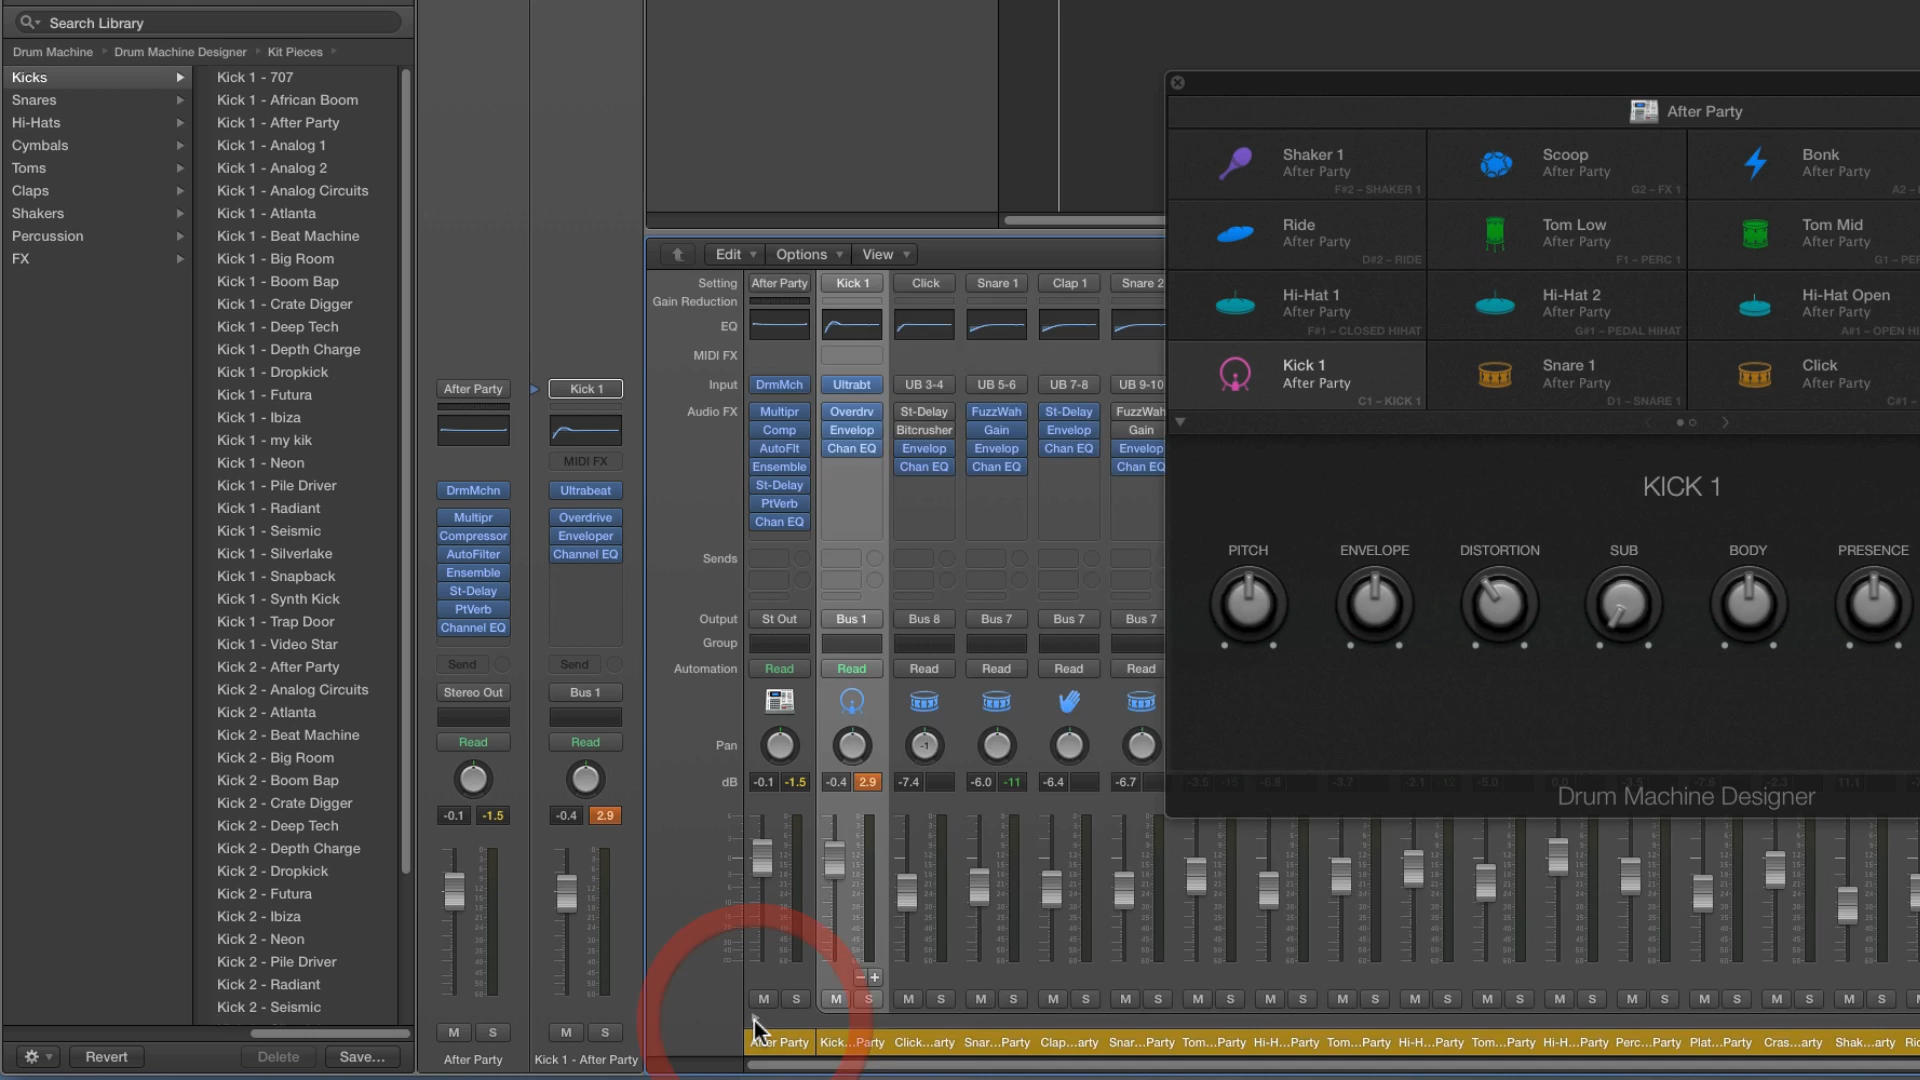 Search Library
Drum Machine Drum Machine Designer Kit Pieces
Kicks
Snares
Hi-Hats
Cymbals
Toms
Claps
Shakers
Percussion
FX
Kick 1 - 707
Kick 1 - African Boom
Kick 1 - After Party
Kick 1 - Analog 1
Kick 1 - Analog 2
Kick 1 - Analog Circuits
Kick 1 - Atlanta
Kick 1 - Beat Machine
Kick 1 - Big Room
Kick 1 - Boom Bap
Kick 1 - Crate Digger
Kick 1 - Deep Tech
Kick 1 - Depth Charge
Kick 1 - Dropkick
Kick 1 - Futura
Kick 1 - Ibiza
Kick 1 - my kik
Kick 1 - Neon
Kick 1 - Pile Driver
Kick 1 - Radiant
Kick 1 - Seismic
Kick 1 - Silverlake
Kick 1 - Snapback
Kick 1 - Synth Kick
Kick 1 - Trap Door
Kick 1 - Video Star
Kick 2 - After Party
Kick 2 - Analog Circuits
Kick 2 - Atlanta
Kick 2 - Beat Machine
Kick 2 - Big Room
Kick 2 - Boom Bap
Kick 2 - Crate Digger
Kick 2 - Deep Tech
Kick 2 - Depth Charge
Kick 2 - Dropkick
Kick 2 - Futura
Kick 2 - Ibiza
Kick 2 - Neon
Kick 2 - Pile Driver
Kick 2 - Radiant
Kick 2 - Seismic
Revert Delete Save...
After Party
DrmMchn
Multipr
Compressor
AutoFilter
Ensemble
St-Delay
PtVerb
Channel EQ
Send
Stereo Out
Read
-0.1 -1.5
M S
After Party
Kick 1
MIDI FX
Ultrabeat
Overdrive
Enveloper
Channel EQ
Send
Bus 1
Read
-0.4 2.9
M S
Kick 1 - After Party
Edit Options View
Setting After Party Kick 1 Click Snare 1 Clap 1 Snare 2
Gain Reduction
EQ
MIDI FX
Input DrmMch Ultrabt UB 3-4 UB 5-6 UB 7-8 UB 9-10
Audio FX Multipr Overdrv St-Delay FuzzWah St-Delay FuzzWah
Comp Envelop Bitcrusher Gain Envelop Gain
AutoFlt Chan EQ Envelop Envelop Chan EQ Envelop
Ensemble Chan EQ Chan EQ Chan EQ
St-Delay
PtVerb
Chan EQ
Sends
Output St Out Bus 1 Bus 8 Bus 7 Bus 7 Bus 7
Group
Automation Read Read Read Read Read Read
Pan -1
dB -0.1 -1.5 -0.4 2.9 -7.4 -6.0 -11 -6.4 -6.7
M S M S M S M S M S M S M S M S M S M S M S M S M S M S M S M S
After Party Kick...Party Click...arty Snar...Party Clap...arty Snar...Party Tom...Party Hi-H...Party Tom...Party Hi-H...Party Tom...Party Hi-H...Party Perc...Party Plat...Party Cras...arty Shak...arty
After Party
Shaker 1
After Party
F#2 – SHAKER 1
Scoop
After Party
G2 – FX 1
Bonk
After Party
Ride
After Party
D#2 – RIDE
Tom Low
After Party
F1 – PERC 1
Tom Mid
After Party
Hi-Hat 1
After Party
F#1 – CLOSED HIHAT
Hi-Hat 2
After Party
G#1 – PEDAL HIHAT
Hi-Hat Open
After Party
Kick 1
After Party
C1 – KICK 1
Snare 1
After Party
D1 – SNARE 1
Click
After Party
KICK 1
PITCH ENVELOPE DISTORTION SUB BODY PRESENCE
Drum Machine Designer